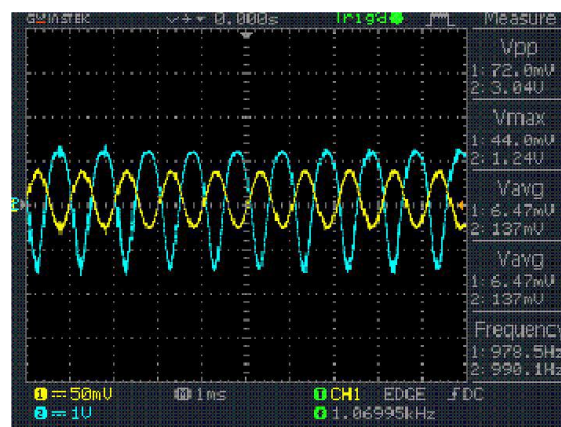 GWINSTEK 0.000s Trig'd Measure
Vpp
1: 72.0mV
2: 3.04V
Vmax
1: 44.0mV
2: 1.24V
Vavg
1: 6.47mV
2: 137mV
Vavg
1: 6.47mV
2: 137mV
Frequency
1: 978.5Hz
2: 990.1Hz
1 50mV M 1ms T CH1 EDGE DC
2 1V F 1.06995kHz